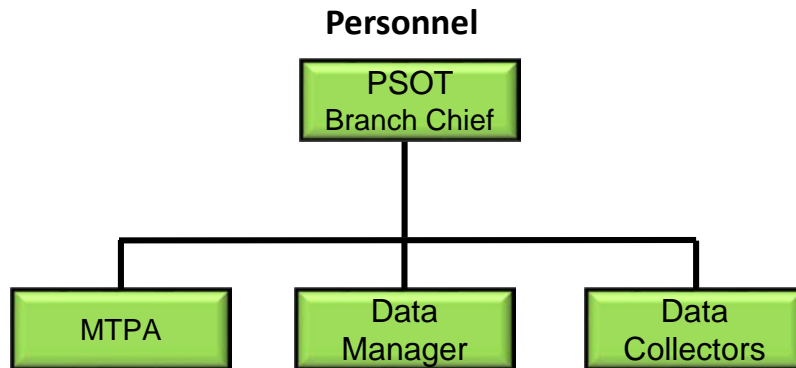 Personnel
PSOT
Branch Chief
MTPA
Data
Manager
Data
Collectors